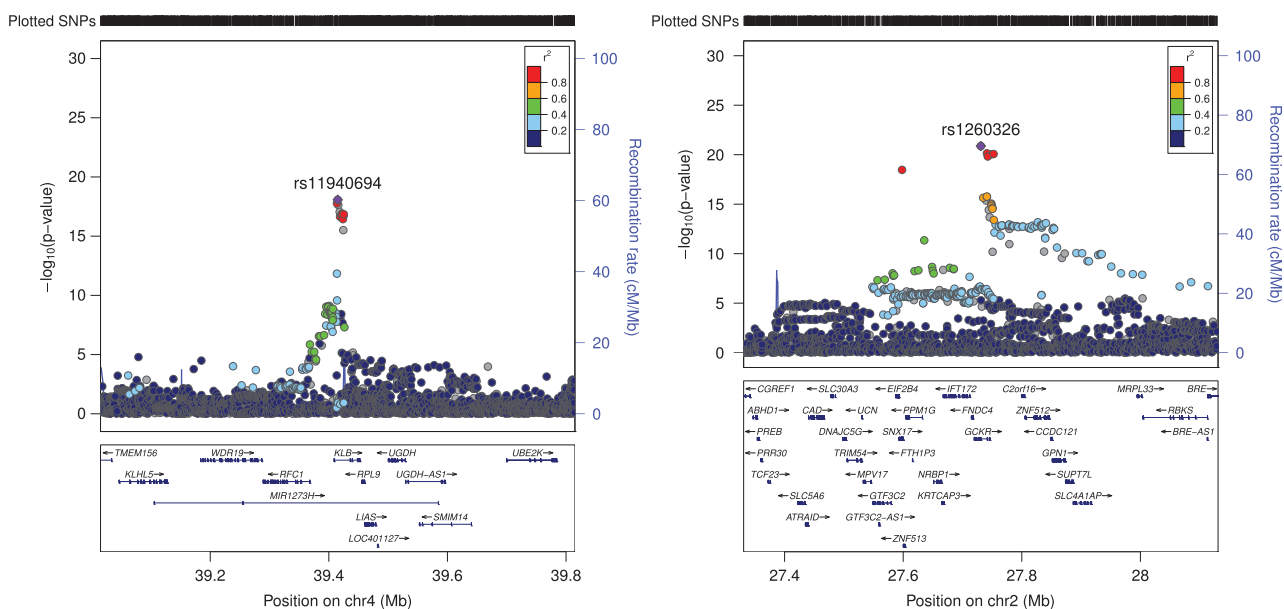 Plotted SNPs
30
25
20
15
10
5
0
−log10(p−value)
100
80
60
40
20
0
Recombination rate (cM/Mb)
r2
0.8
0.6
0.4
0.2
rs11940694
←TMEM156 WDR19→ KLB→ ←UGDH UBE2K→
KLHL5→ ←RFC1 RPL9 UGDH−AS1→
MIR1273H→
LIAS→ ←SMIM14
LOC401127→
39.2 39.4 39.6 39.8
Position on chr4 (Mb)
Plotted SNPs
30
25
20
15
10
5
0
−log10(p−value)
100
80
60
40
20
0
Recombination rate (cM/Mb)
r2
0.8
0.6
0.4
0.2
rs1260326
←CGREF1 ←SLC30A3 ←EIF2B4 ←IFT172 C2orf16→ MRPL33→ BRE→
ABHD1→ CAD→ ←UCN ←PPM1G ←FNDC4 ZNF512→ ←RBKS
←PREB DNAJC5G→ SNX17→ GCKR→ ←CCDC121 ←BRE−AS1
←PRR30 TRIM54→ ←FTH1P3 GPN1→
TCF23→ ←MPV17 NRBP1→ ←SUPT7L
←SLC5A6 ←GTF3C2 KRTCAP3→ SLC4A1AP→
ATRAID→ GTF3C2−AS1→
←ZNF513
27.4 27.6 27.8 28
Position on chr2 (Mb)